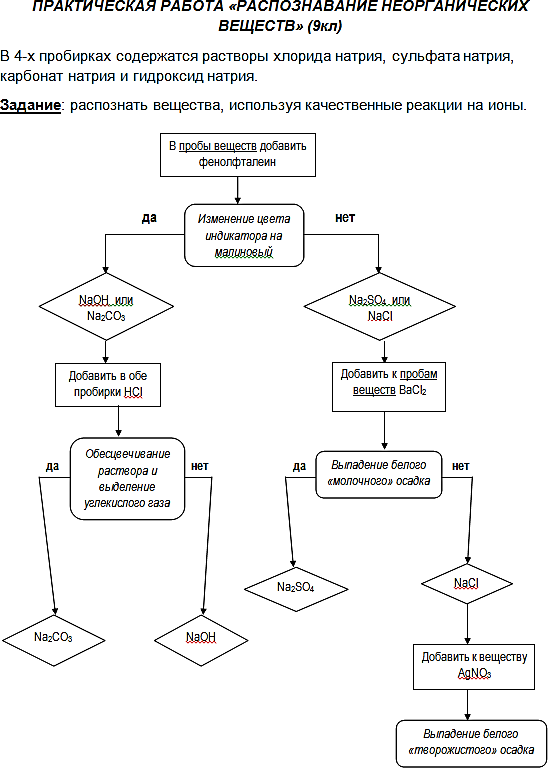 ПРАКТИЧЕСКАЯ РАБОТА «РАСПОЗНАВАНИЕ НЕОРГАНИЧЕСКИХ
ВЕЩЕСТВ» (9кл)
В 4-х пробирках содержатся растворы хлорида натрия, сульфата натрия,
карбонат натрия и гидроксид натрия.
Задание: распознать вещества, используя качественные реакции на ионы.
В пробы веществ добавить
фенолфталеин
да
Изменение цвета
индикатора на
малиновый
нет
NaOH или
Na₂CO₃
Na₂SO₄ или
NaCl
Добавить в обе
пробирки HCl
Добавить к пробам
веществ BaCl₂
да
Обесцвечивание
раствора и
выделение
углекислого газа
нет
да
Выпадение белого
«молочного» осадка
нет
Na₂SO₄
NaCl
Na₂CO₃
NaOH
Добавить к веществу
AgNO₃
Выпадение белого
«творожистого» осадка